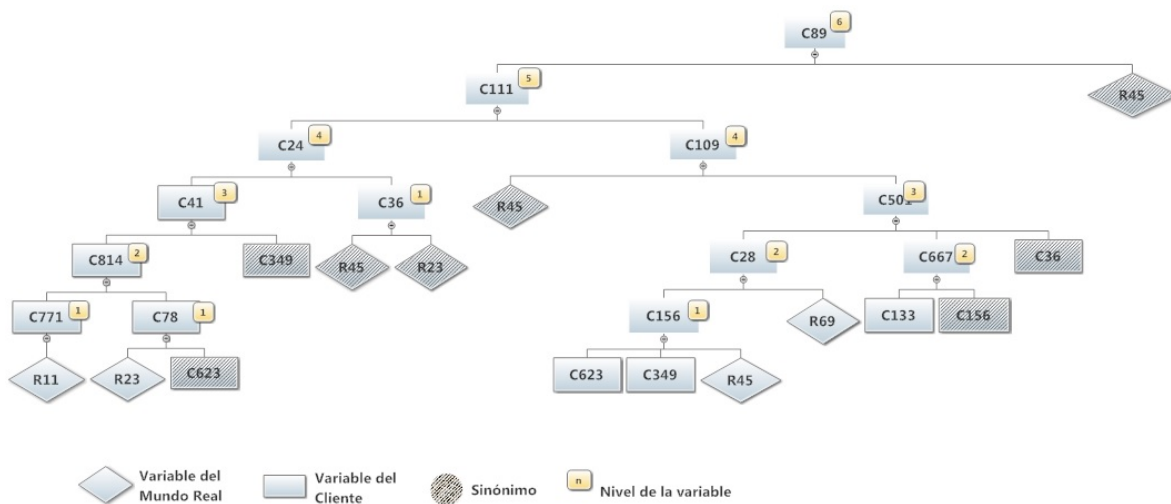 C89 6
C111 5
R45
C24 4
C109 4
C41 3
C36 1
R45
C501 3
C814 2
C349
R45
R23
C28 2
C667 2
C36
C771 1
C78 1
C156 1
R69
C133
C156
R11
R23
C623
C623
C349
R45
Variable del
Mundo Real
Variable del
Cliente
Sinónimo
n
Nivel de la variable